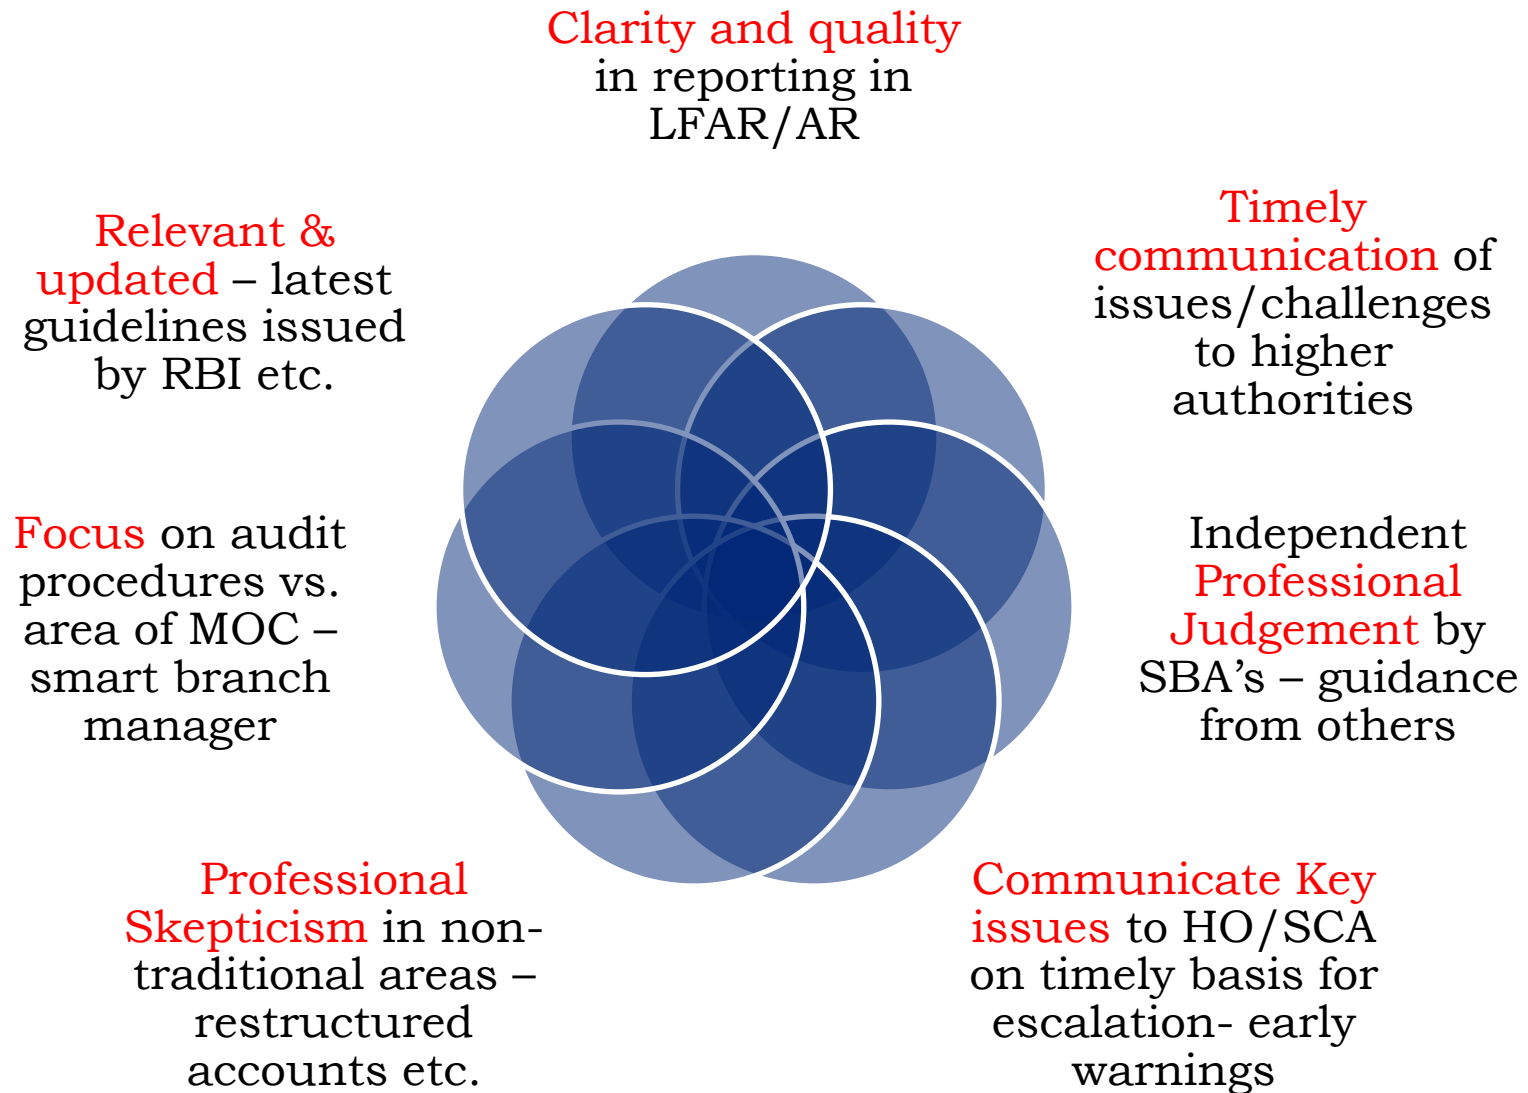 Clarity and quality
in reporting in
LFAR/AR
Timely
communication of
issues/challenges
to higher
authorities
Independent
Professional
Judgement by
SBA’s – guidance
from others
Communicate Key
issues to HO/SCA
on timely basis for
escalation- early
warnings
Professional
Skepticism in non-
traditional areas –
restructured
accounts etc.
Focus on audit
procedures vs.
area of MOC –
smart branch
manager
Relevant &
updated – latest
guidelines issued
by RBI etc.